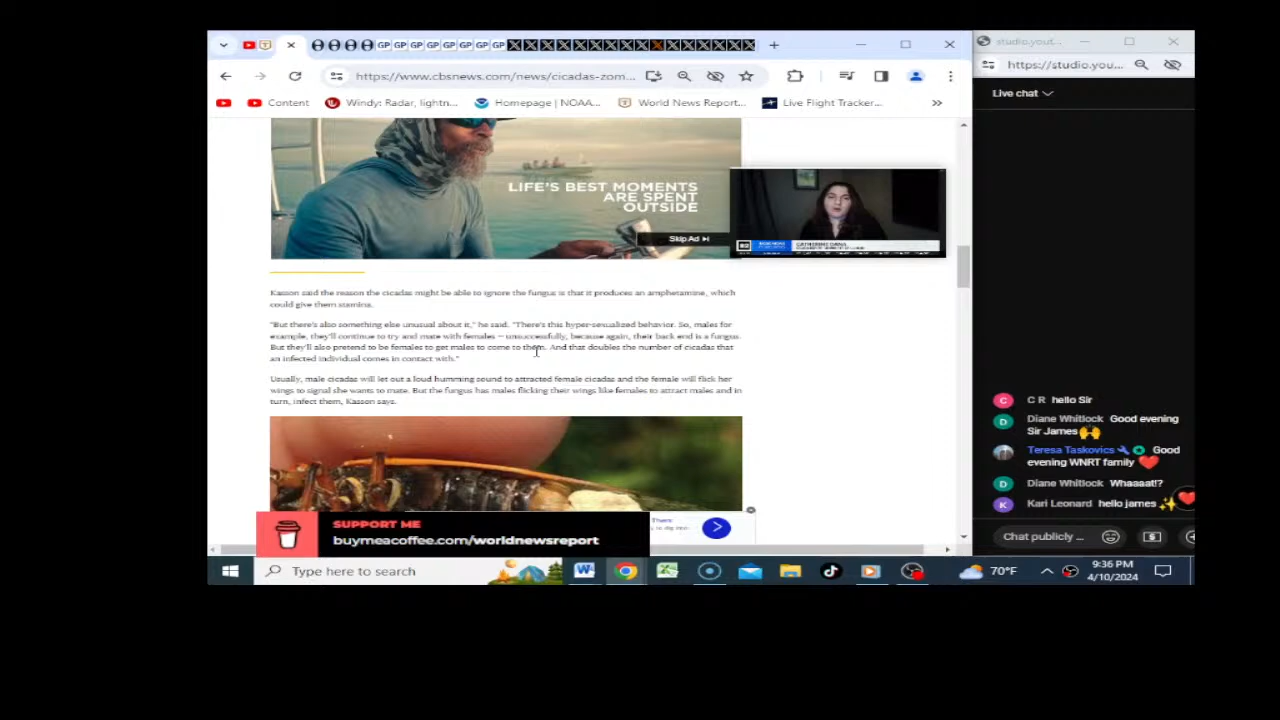 studio.yout...
GP GP GP GP GP GP GP GP
https://www.cbsnews.com/news/cicadas-zom...
https://studio.you...
Content
Windy: Radar, lightn...
Homepage | NOAA...
World News Report...
Live Flight Tracker...
Live chat
LIFE'S BEST MOMENTS
ARE SPENT
OUTSIDE
Skip Ad
Kasson said the reason the cicadas might be able to ignore the fungus is that it produces an amphetamine, which
could give them stamina.
"But there's also something else unusual about it," he said. "There's this hyper-sexualized behavior. So, males for
example, they'll continue to try and mate with females — unsuccessfully, because again, their back end is a fungus.
But they'll also pretend to be females to get males to come to them. And that doubles the number of cicadas that
an infected individual comes in contact with."
Usually, male cicadas will let out a loud humming sound to attracted female cicadas and the female will flick her
wings to signal she wants to mate. But the fungus has males flicking their wings like females to attract males and in
turn, infect them, Kasson says.
C R hello Sir
Diane Whitlock Good evening
Sir James
Teresa Taskovics Good
evening WNRT family
Diane Whitlock Whaaaat!?
Kari Leonard hello james
Chat publicly ...
SUPPORT ME
buymeacoffee.com/worldnewsreport
Type here to search
70°F
9:36 PM
4/10/2024